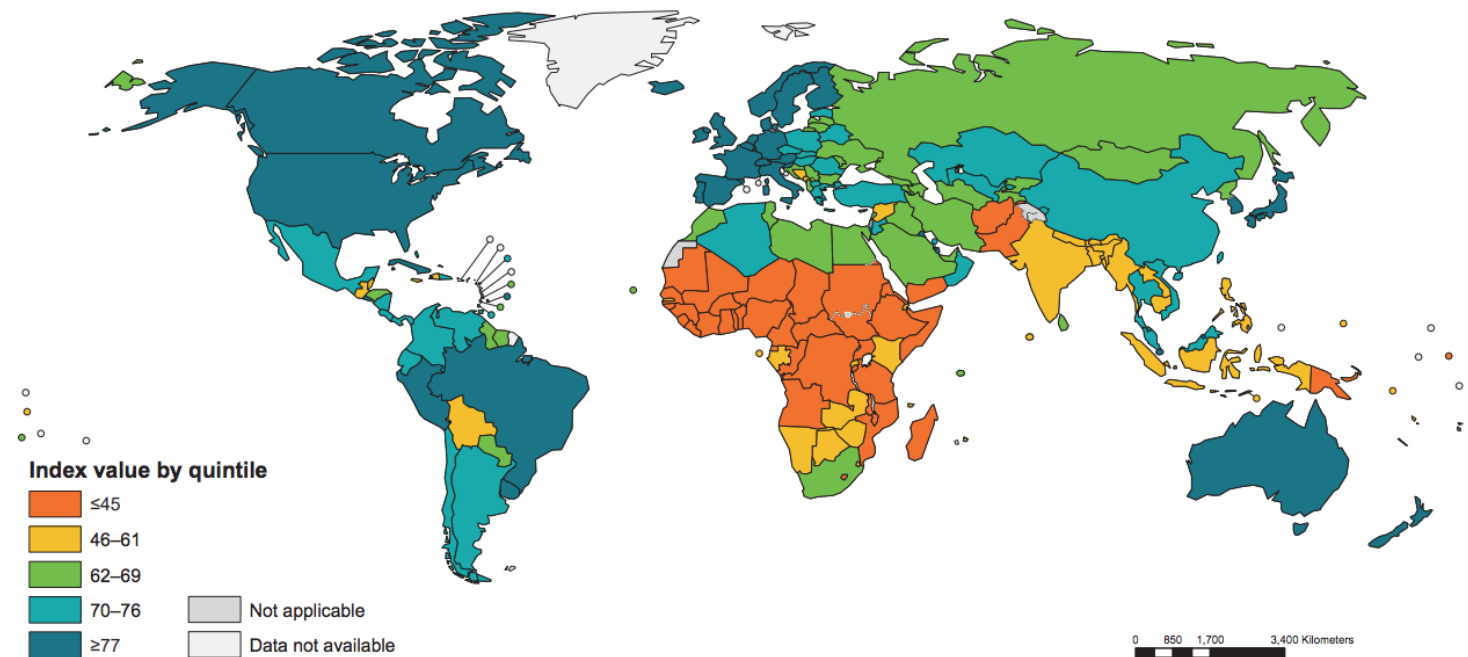 Index value by quintile
≤45
46–61
62–69
70–76
≥77
Not applicable
Data not available
0 850 1,700 3,400 Kilometers